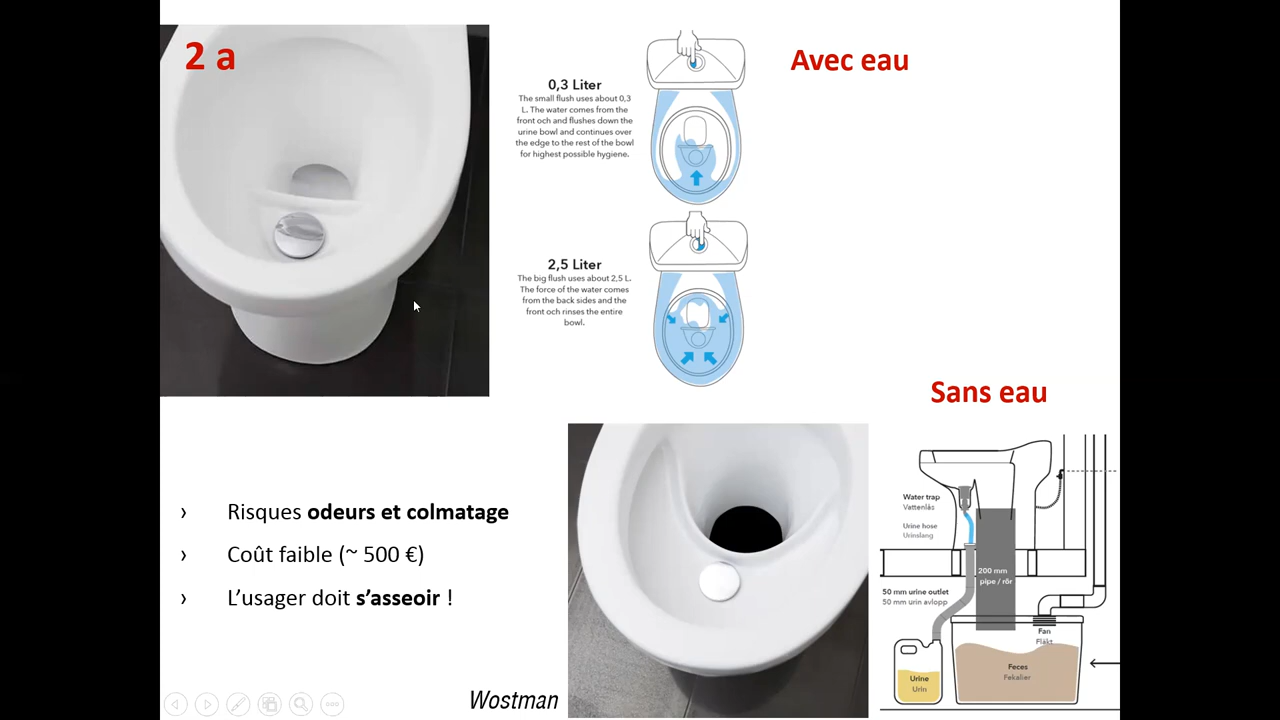 2 a
0,3 Liter
The small flush uses about 0,3
L. The water comes from the
front och and flushes down the
urine bowl and continues over
the edge to the rest of the bowl
for highest possible hygiene.
Avec eau
2,5 Liter
The big flush uses about 2,5 L.
The force of the water comes
from the back sides and the
front och rinses the entire
bowl.
Sans eau
Water trap
Vattenlås
Urine hose
Urinslang
200 mm
pipe / rör
50 mm urine outlet
50 mm urin avlopp
Fan
Fläkt
Feces
Fekalier
Urine
Urin
› Risques odeurs et colmatage
› Coût faible (~ 500 €)
› L’usager doit s’asseoir !
Wostman